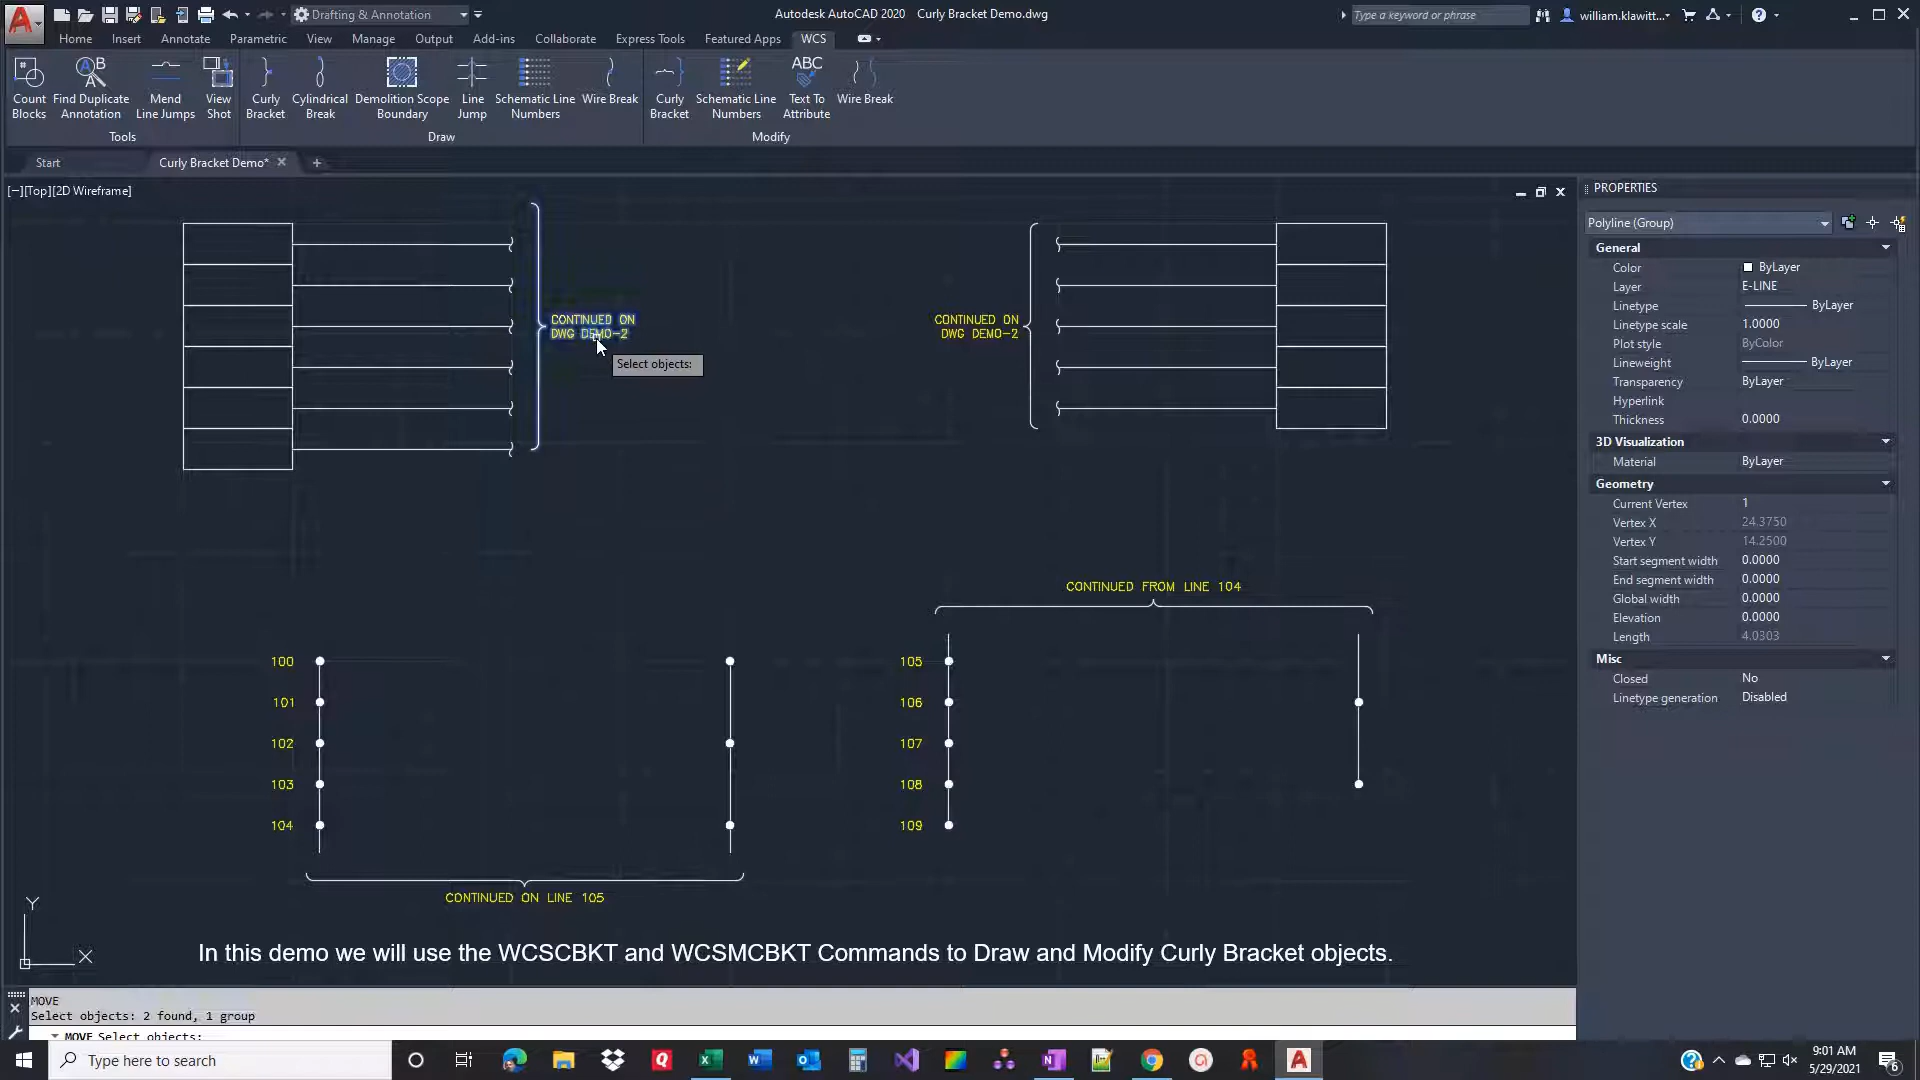 Drafting & Annotation
Autodesk AutoCAD 2020 Curly Bracket Demo.dwg
Type a keyword or phrase
william.klawitt...
Home Insert Annotate Parametric View Manage Output Add-ins Collaborate Express Tools Featured Apps WCS
Count Blocks
Find Duplicate Annotation
Mend Line Jumps
View Shot
Curly Bracket
Cylindrical Break
Demolition Scope Boundary
Line Jump
Schematic Line Numbers
Wire Break
Curly Bracket
Schematic Line Numbers
ABC
Text To Attribute
Wire Break
Tools Draw Modify
Start Curly Bracket Demo*
[−][Top][2D Wireframe]
CONTINUED ON
DWG DEMO-2
Select objects:
CONTINUED ON
DWG DEMO-2
CONTINUED FROM LINE 104
100
101
102
103
104
105
106
107
108
109
CONTINUED ON LINE 105
Y
X
In this demo we will use the WCSCBKT and WCSMCBKT Commands to Draw and Modify Curly Bracket objects.
PROPERTIES
Polyline (Group)
General
Color ByLayer
Layer E-LINE
Linetype ByLayer
Linetype scale 1.0000
Plot style ByColor
Lineweight ByLayer
Transparency ByLayer
Hyperlink
Thickness 0.0000
3D Visualization
Material ByLayer
Geometry
Current Vertex 1
Vertex X 24.3750
Vertex Y 14.2500
Start segment width 0.0000
End segment width 0.0000
Global width 0.0000
Elevation 0.0000
Length 4.0303
Misc
Closed No
Linetype generation Disabled
MOVE
Select objects: 2 found, 1 group
MOVE Select objects:
Type here to search
9:01 AM
5/29/2021
6